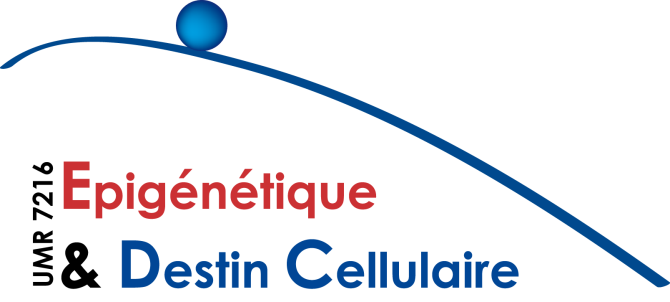 UMR 7216
Epigénétique
& Destin Cellulaire